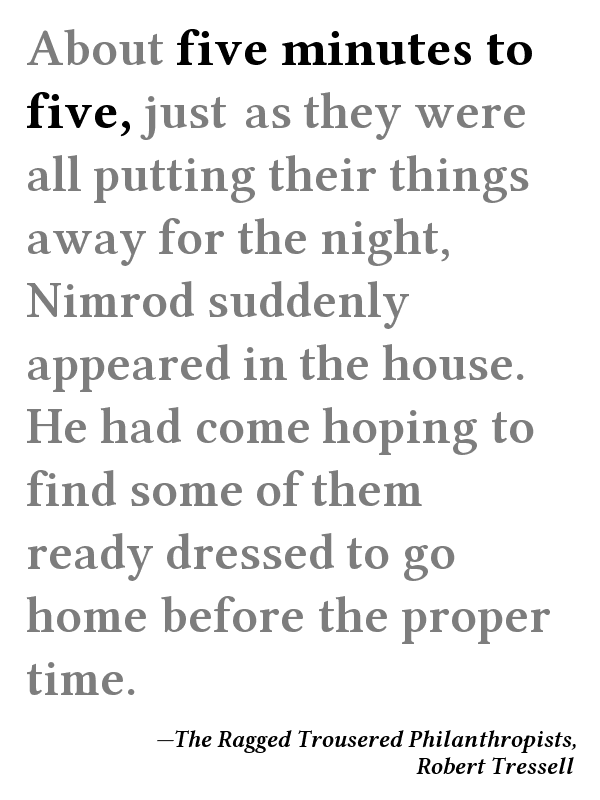 About five minutes to
five, just as they were
all putting their things
away for the night,
Nimrod suddenly
appeared in the house.
He had come hoping to
find some of them
ready dressed to go
home before the proper
time.
—The Ragged Trousered Philanthropists,
Robert Tressell